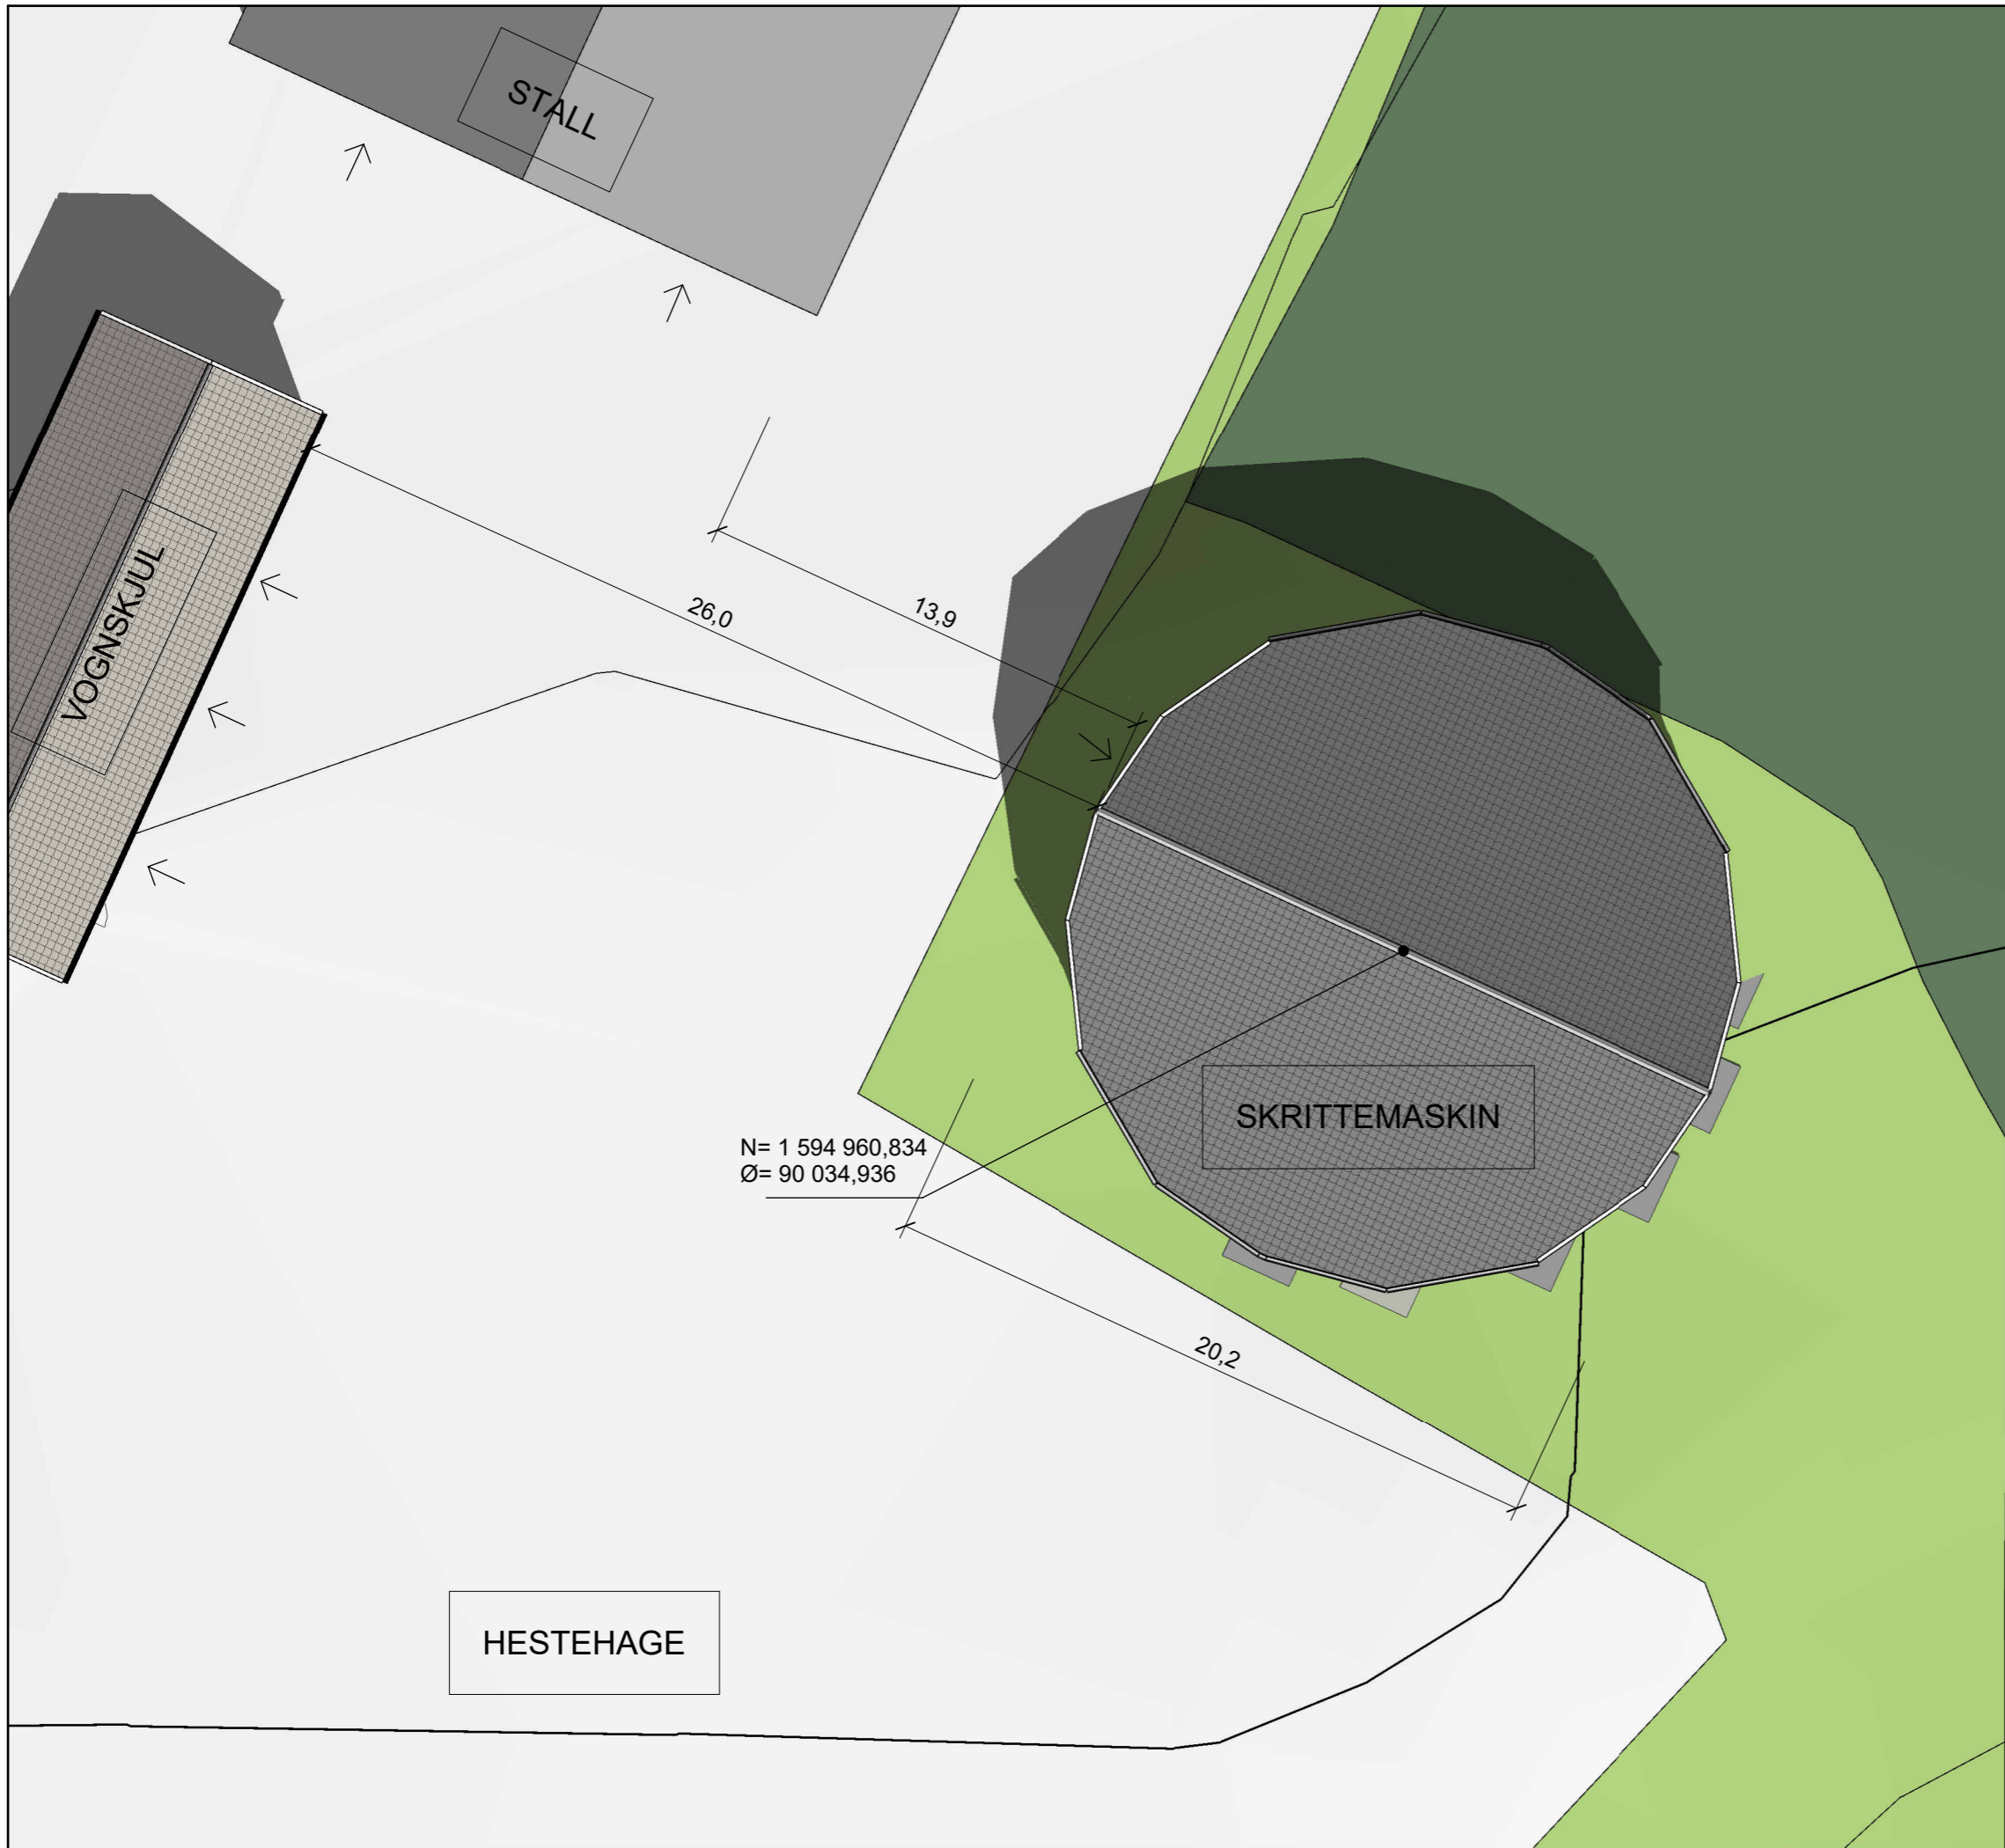 STALL
VOGNSKJUL
26,0
13,9
SKRITTEMASKIN
N= 1 594 960,834
Ø= 90 034,936
20,2
HESTEHAGE